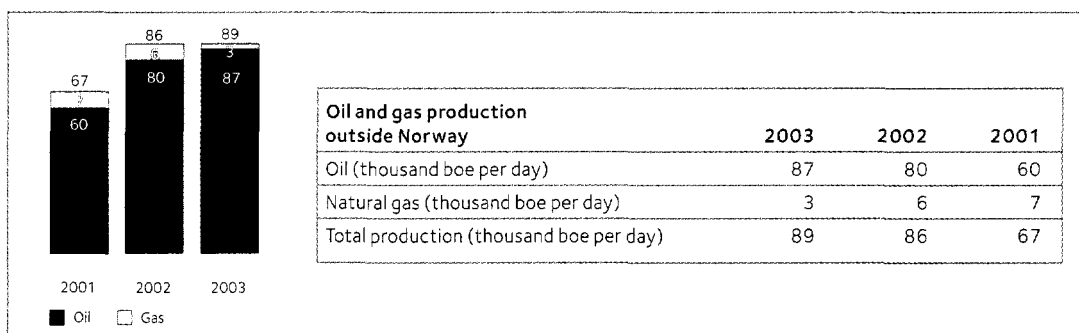 86
89
67
6
3
80
87
7
60
2001 2002 2003
Oil Gas
Oil and gas production
outside Norway 2003 2002 2001
Oil (thousand boe per day) 87 80 60
Natural gas (thousand boe per day) 3 6 7
Total production (thousand boe per day) 89 86 67